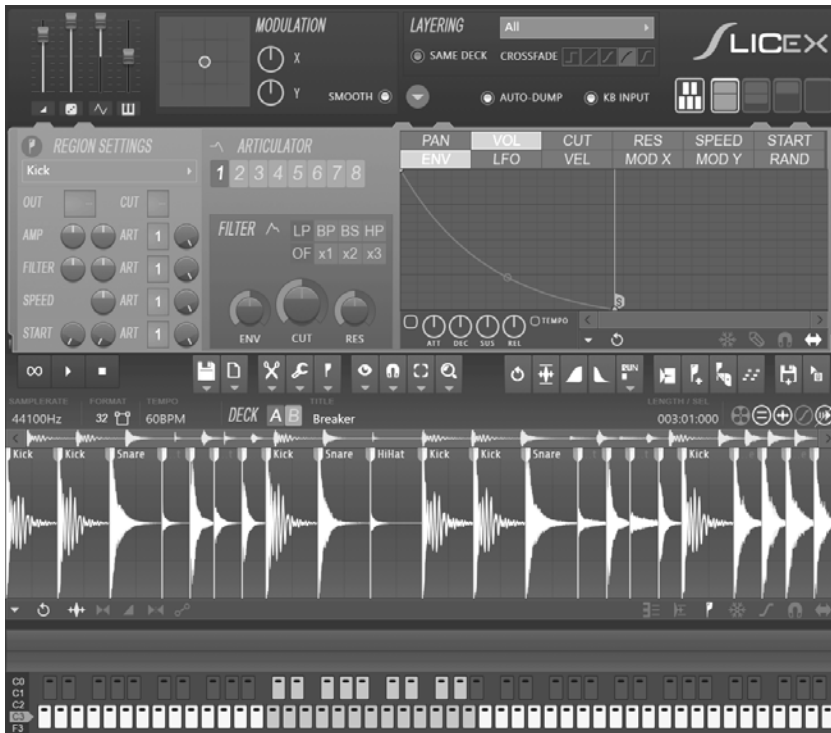 MODULATION
X
Y
SMOOTH
LAYERING
All
SAME DECK CROSSFADE
AUTO-DUMP KB INPUT
SLICEX
REGION SETTINGS
Kick
OUT CUT
AMP ART 1
FILTER ART 1
SPEED ART 1
START ART 1
ARTICULATOR
1 2 3 4 5 6 7 8
FILTER LP BP BS HP
OF x1 x2 x3
ENV CUT RES
PAN VOL CUT RES SPEED START
ENV LFO VEL MOD X MOD Y RAND
S
ATT DEC SUS REL TEMPO
RUN
SAMPLERATE FORMAT TEMPO TITLE LENGTH / SEL
44100Hz 32 60BPM DECK A B Breaker 003:01:000
Kick Kick Snare Kick Snare HiHat Kick Kick Snare Kick
C0
C1
C2
C3
F3